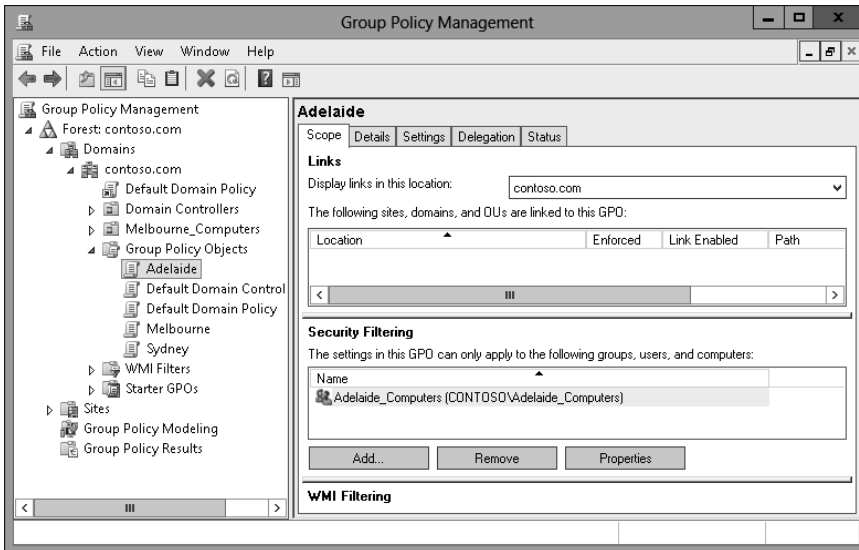 Group Policy Management
File Action View Window Help
Group Policy Management
Forest: contoso.com
Domains
contoso.com
Default Domain Policy
Domain Controllers
Melbourne_Computers
Group Policy Objects
Adelaide
Default Domain Control
Default Domain Policy
Melbourne
Sydney
WMI Filters
Starter GPOs
Sites
Group Policy Modeling
Group Policy Results
Adelaide
Scope Details Settings Delegation Status
Links
Display links in this location: contoso.com
The following sites, domains, and OUs are linked to this GPO:
Location Enforced Link Enabled Path
Security Filtering
The settings in this GPO can only apply to the following groups, users, and computers:
Name
Adelaide_Computers (CONTOSO\Adelaide_Computers)
Add... Remove Properties
WMI Filtering